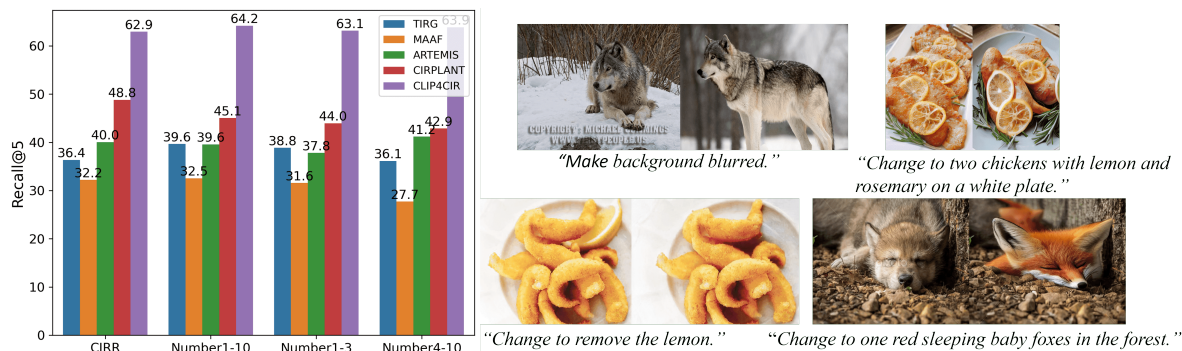 TIRG
MAAF
ARTEMIS
CIRPLANT
CLIP4CIR
Recall@5
60
50
40
30
20
10
0
36.4 32.2 40.0 48.8 62.9
39.6 32.5 39.6 45.1 64.2
38.8 31.6 37.8 44.0 63.1
36.1 27.7 41.2 42.9 63.9
CIRR Number1-10 Number1-3 Number4-10
COPYRIGHT : MICHAEL
“Make background blurred.”
“Change to two chickens with lemon and
rosemary on a white plate.”
“Change to remove the lemon.”
“Change to one red sleeping baby foxes in the forest.”